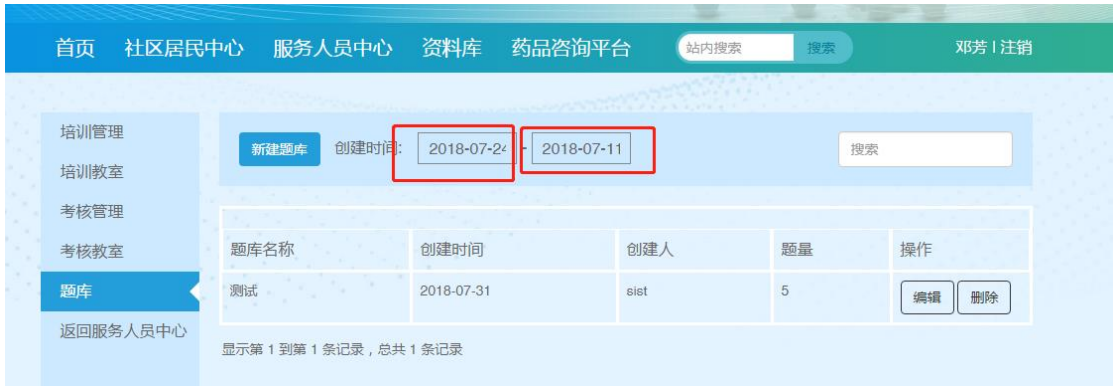 首页 社区居民中心 服务人员中心 资料库 药品咨询平台 站内搜索 搜索 邓芳 | 注销
培训管理
培训教室
考核管理
考核教室
题库
返回服务人员中心
新建题库 创建时间: 2018-07-24 - 2018-07-11 搜索
题库名称 创建时间 创建人 题量 操作
测试 2018-07-31 sist 5 编辑 删除
显示第 1 到第 1 条记录，总共 1 条记录